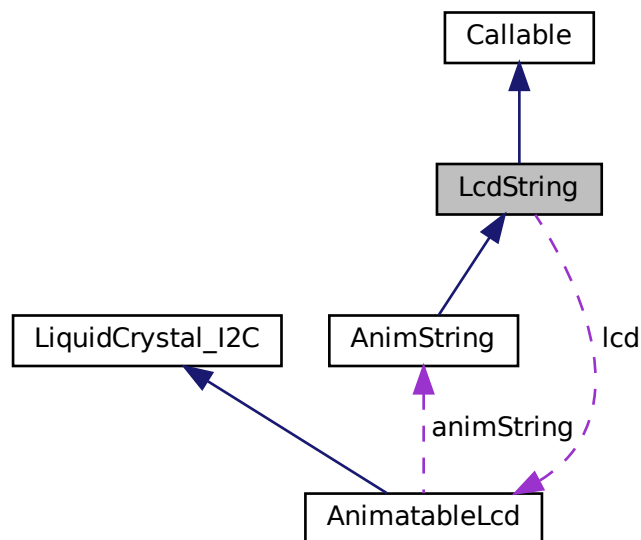 Callable
LcdString
LiquidCrystal_I2C
AnimString
lcd
animString
AnimatableLcd